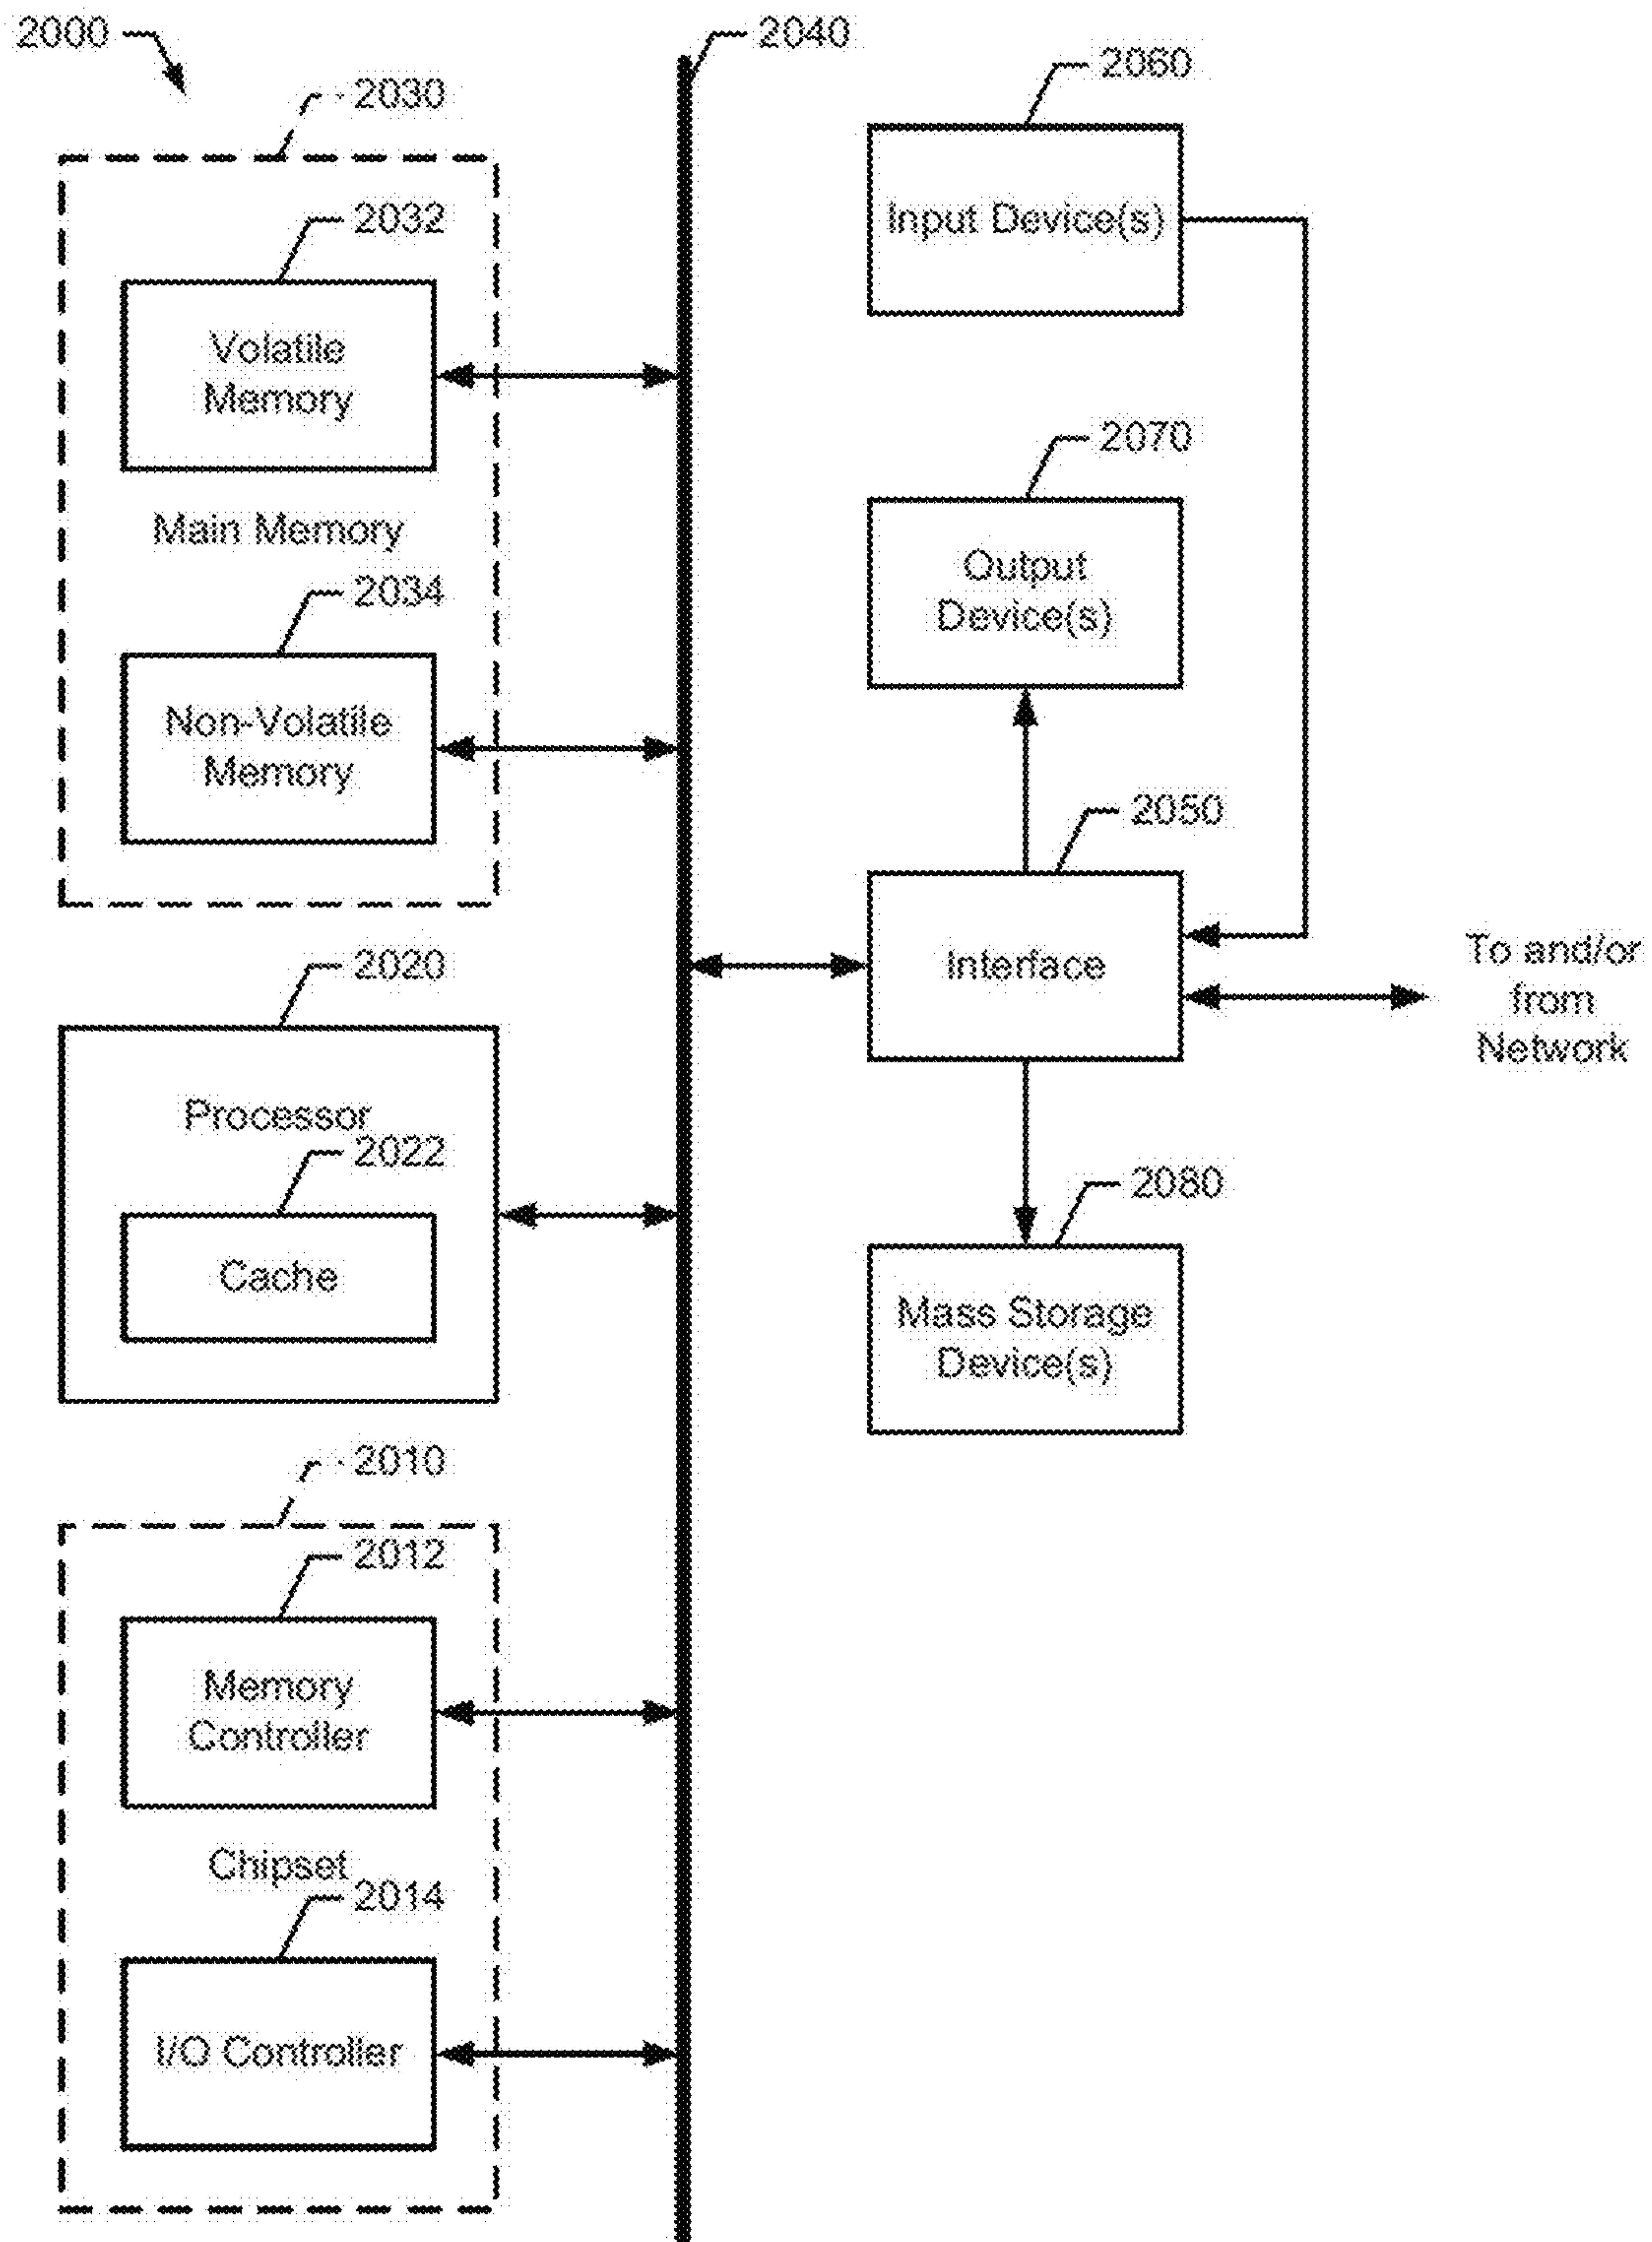 2000
2040
2030
2060
2032
Input Device(s)
Volatile
Memory
2070
Main Memory
Output
Device(s)
2034
Non-Volatile
Memory
2050
2020
Interface
To and/or
from
Network
Processor
2022
2080
Cache
Mass Storage
Device(s)
2010
2012
Memory
Controller
Chipset
2014
I/O Controller